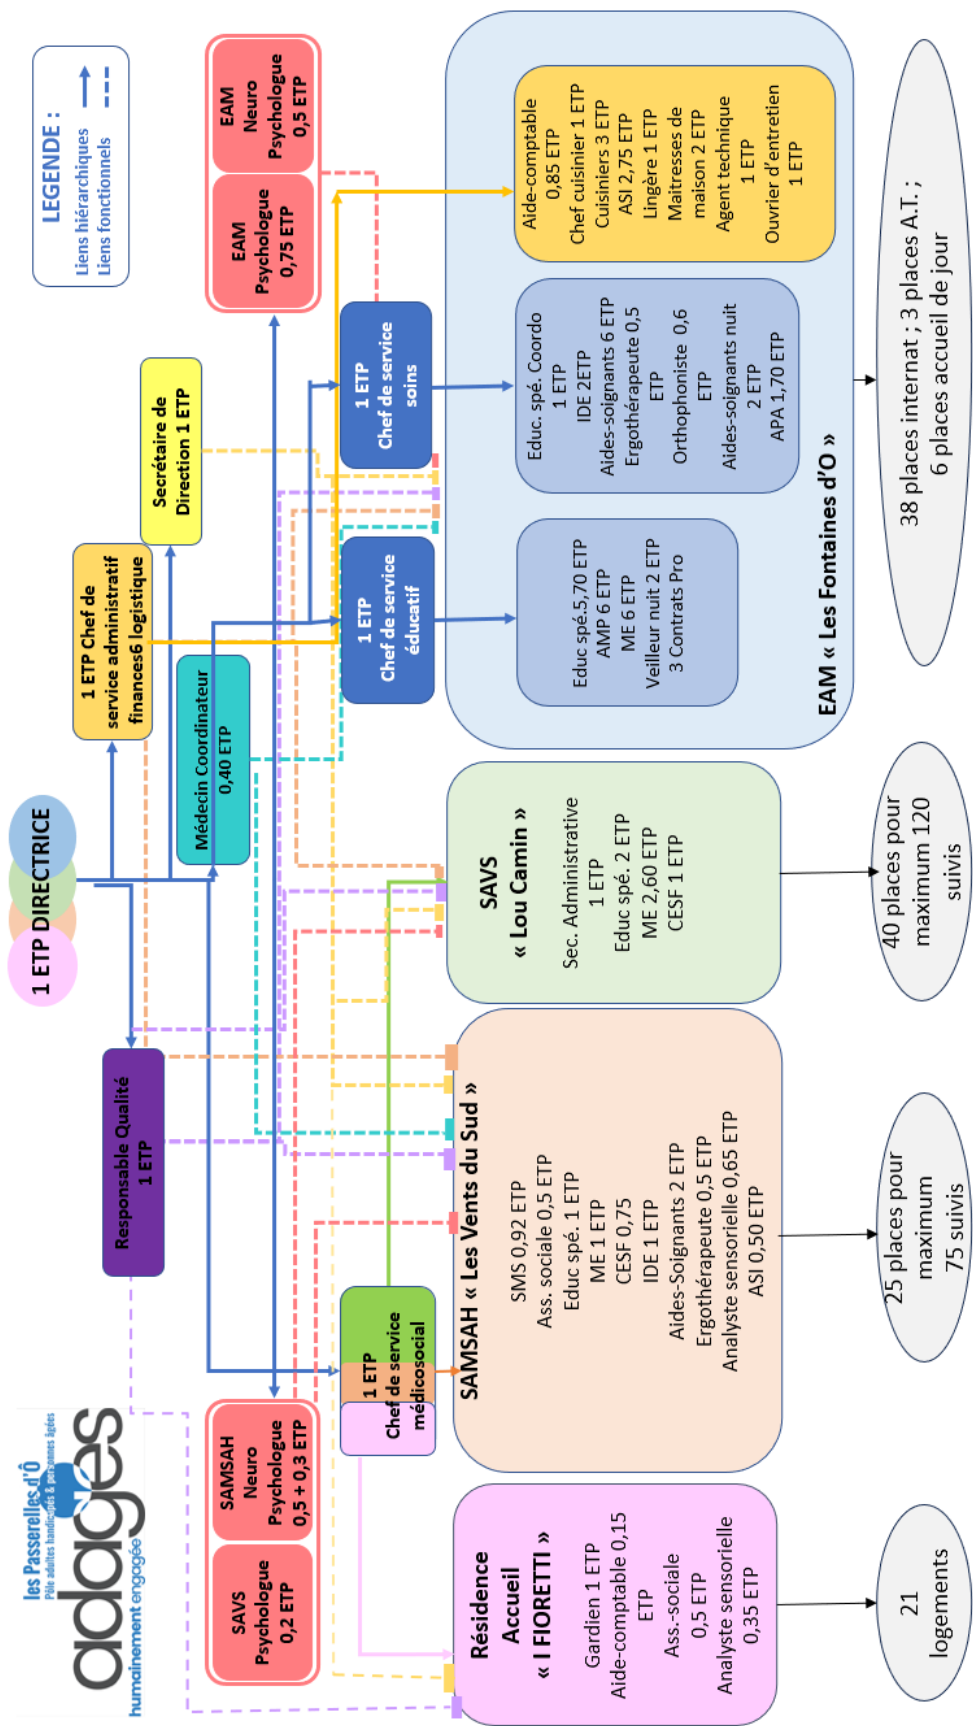 les Passerelles d'Ô
Pôle adultes handicapés & personnes âgées
adages
humainement engagée
1 ETP DIRECTRICE
LEGENDE :
Liens hiérarchiques
Liens fonctionnels
1 ETP Chef de
service administratif
finances6 logistique
Secrétaire de
Direction 1 ETP
Responsable Qualité
1 ETP
Médecin Coordinateur
0,40 ETP
SAVS
Psychologue
0,2 ETP
SAMSAH
Neuro
Psychologue
0,5 + 0,3 ETP
EAM
Psychologue
0,75 ETP
EAM
Neuro
Psychologue
0,5 ETP
1 ETP
Chef de service
médicosocial
1 ETP
Chef de service
éducatif
1 ETP
Chef de service
soins
Résidence
Accueil
« I FIORETTI »
Gardien 1 ETP
Aide-comptable 0,15
ETP
Ass.-sociale
0,5 ETP
Analyste sensorielle
0,35 ETP
SAMSAH « Les Vents du Sud »
SMS 0,92 ETP
Ass. sociale 0,5 ETP
Educ spé. 1 ETP
ME 1 ETP
CESF 0,75
IDE 1 ETP
Aides-Soignants 2 ETP
Ergothérapeute 0,5 ETP
Analyste sensorielle 0,65 ETP
ASI 0,50 ETP
SAVS
« Lou Camin »
Sec. Administrative
1 ETP
Educ spé. 2 ETP
ME 2,60 ETP
CESF 1 ETP
Educ spé.5,70 ETP
AMP 6 ETP
ME 6 ETP
Veilleur nuit 2 ETP
3 Contrats Pro
Educ. spé. Coordo
1 ETP
IDE 2ETP
Aides-soignants 6 ETP
Ergothérapeute 0,5
ETP
Orthophoniste 0,6
ETP
Aides-soignants nuit
2 ETP
APA 1,70 ETP
Aide-comptable
0,85 ETP
Chef cuisinier 1 ETP
Cuisiniers 3 ETP
ASI 2,75 ETP
Lingère 1 ETP
Maitresses de
maison 2 ETP
Agent technique
1 ETP
Ouvrier d'entretien
1 ETP
EAM « Les Fontaines d'O »
21
logements
25 places pour
maximum
75 suivis
40 places pour
maximum 120
suivis
38 places internat ; 3 places A.T. ;
6 places accueil de jour